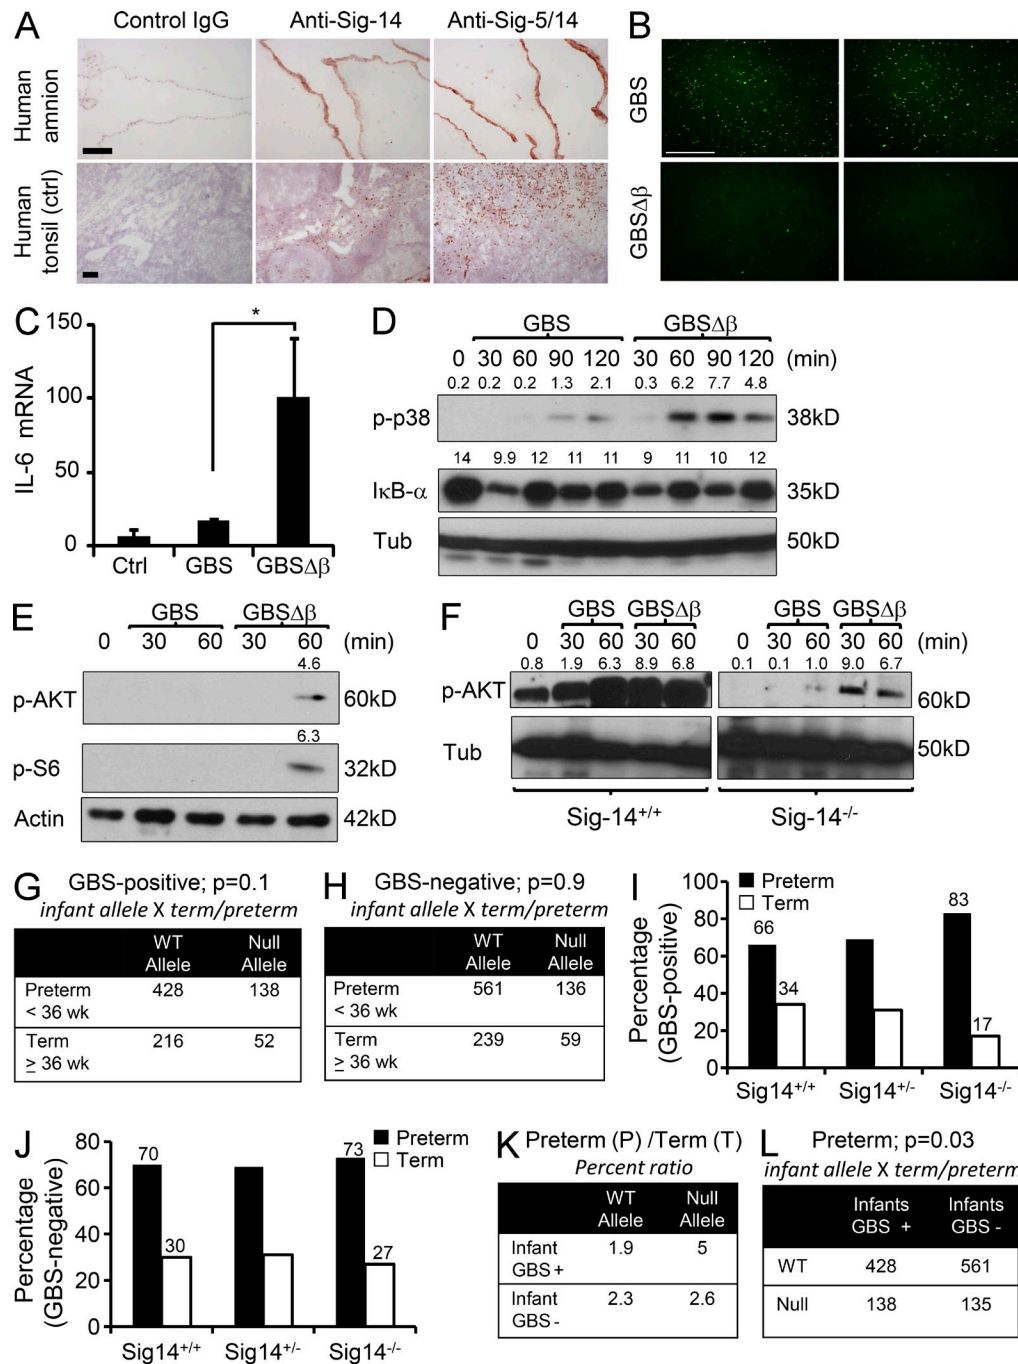 A
Control IgG Anti-Sig-14 Anti-Sig-5/14
Human amnion
Human tonsil (ctrl)
B
GBS
GBSΔβ
C
IL-6 mRNA
150
100
50
0
Ctrl GBS GBSΔβ
*
D
GBS GBSΔβ
0 30 60 90 120 30 60 90 120 (min)
0.2 0.2 0.2 1.3 2.1 0.3 6.2 7.7 4.8
p-p38 38kD
14 9.9 12 11 11 9 11 10 12
IκB-α 35kD
Tub 50kD
E
GBS GBSΔβ
0 30 60 30 60 (min)
4.6
p-AKT 60kD
6.3
p-S6 32kD
Actin 42kD
F
GBS GBSΔβ GBS GBSΔβ
0 30 60 30 60 0 30 60 30 60 (min)
0.8 1.9 6.3 8.9 6.8 0.1 0.1 1.0 9.0 6.7
p-AKT 60kD
Tub 50kD
Sig-14+/+ Sig-14-/-
G GBS-positive; p=0.1
infant allele X term/preterm
WT Allele Null Allele
Preterm < 36 wk 428 138
Term ≥ 36 wk 216 52
H GBS-negative; p=0.9
infant allele X term/preterm
WT Allele Null Allele
Preterm < 36 wk 561 136
Term ≥ 36 wk 239 59
I
Percentage (GBS-positive)
100
80
60
40
20
0
Preterm
Term
66 34 83 17
Sig14+/+ Sig14+/- Sig14-/-
J
Percentage (GBS-negative)
80
60
40
20
0
Preterm
Term
70 30 73 27
Sig14+/+ Sig14+/- Sig14-/-
K Preterm (P) /Term (T)
Percent ratio
WT Allele Null Allele
Infant GBS + 1.9 5
Infant GBS - 2.3 2.6
L Preterm; p=0.03
infant allele X term/preterm
Infants GBS + Infants GBS -
WT 428 561
Null 138 135